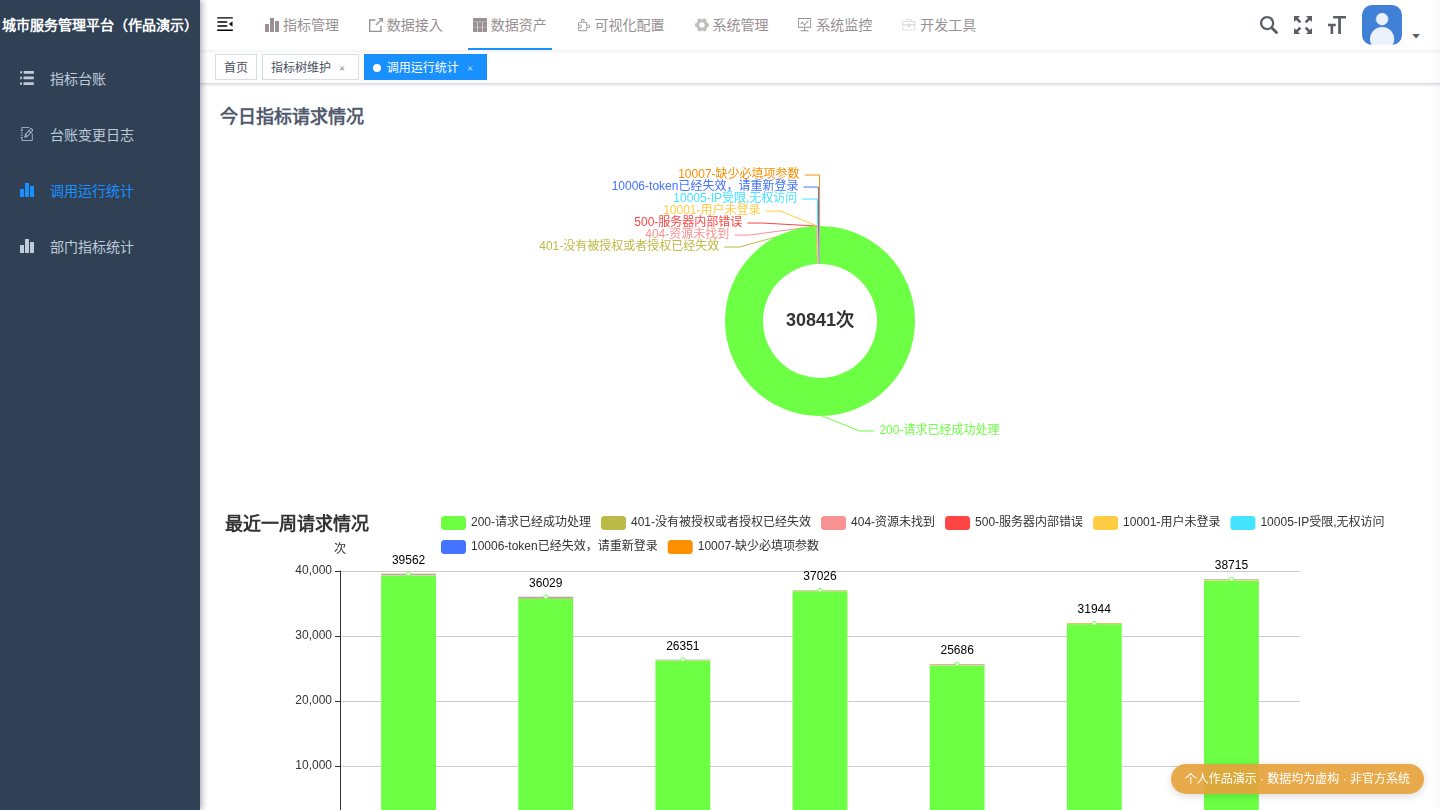 城市服务管理平台（作品演示）
指标管理
数据接入
数据资产
可视化配置
系统管理
系统监控
开发工具
首页
指标树维护 ×
调用运行统计 ×
指标台账
台账变更日志
调用运行统计
部门指标统计
今日指标请求情况
10007-缺少必填项参数
10006-token已经失效，请重新登录
10005-IP受限,无权访问
10001-用户未登录
500-服务器内部错误
404-资源未找到
401-没有被授权或者授权已经失效
30841次
200-请求已经成功处理
最近一周请求情况
200-请求已经成功处理
401-没有被授权或者授权已经失效
404-资源未找到
500-服务器内部错误
10001-用户未登录
10005-IP受限,无权访问
10006-token已经失效，请重新登录
10007-缺少必填项参数
次
40,000
30,000
20,000
10,000
39562
36029
26351
37026
25686
31944
38715
个人作品演示 · 数据均为虚构 · 非官方系统